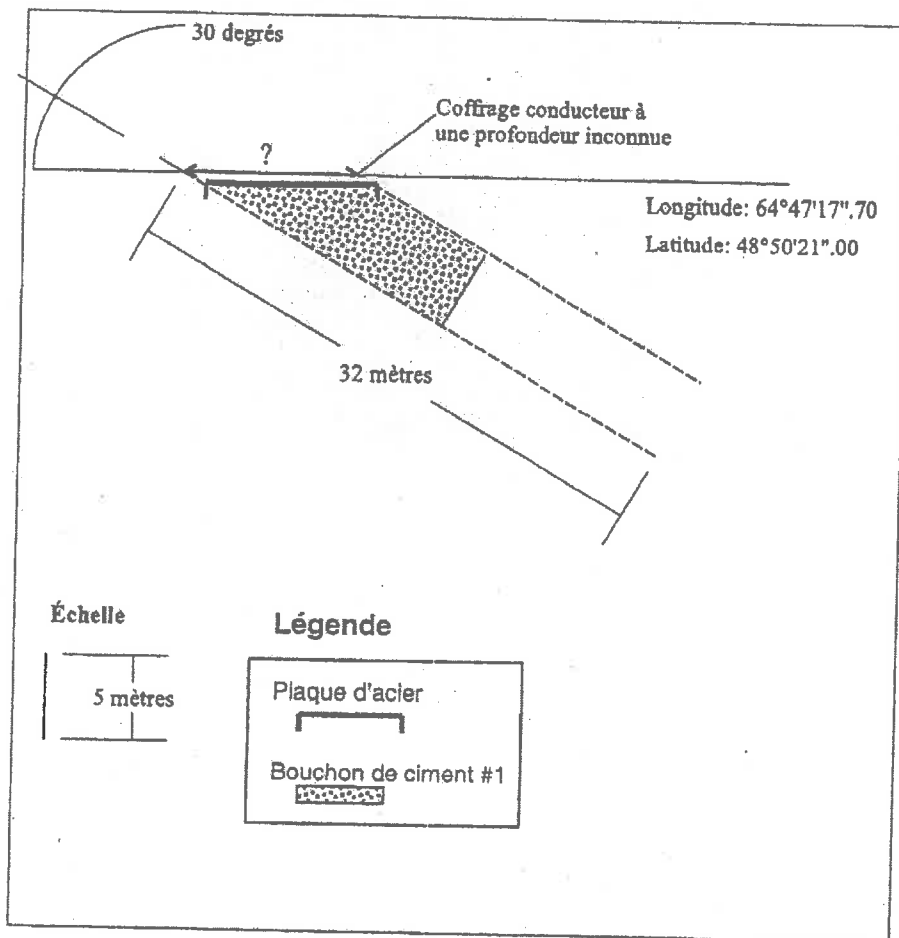 30 degrés
Coffrage conducteur à
une profondeur inconnue
?
Longitude: 64°47'17".70
Latitude: 48°50'21".00
32 mètres
Échelle
5 mètres
Légende
Plaque d'acier
Bouchon de ciment #1